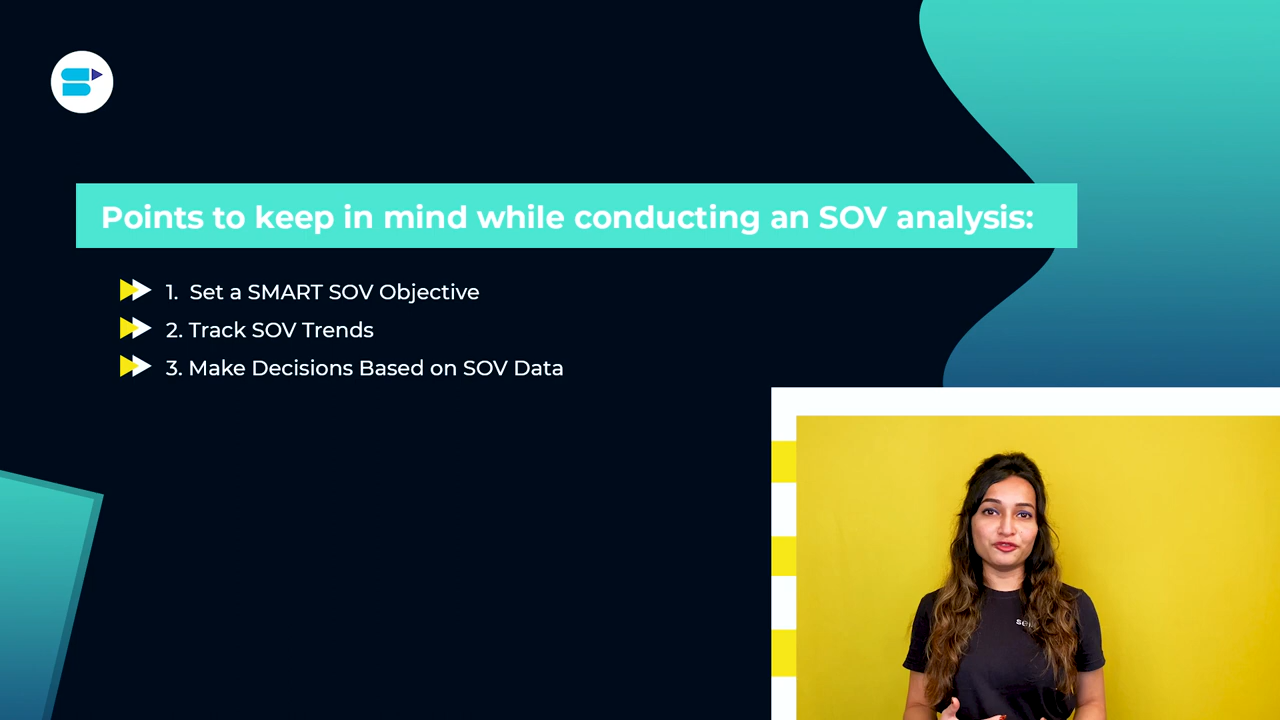 Points to keep in mind while conducting an SOV analysis:
1. Set a SMART SOV Objective
2. Track SOV Trends
3. Make Decisions Based on SOV Data